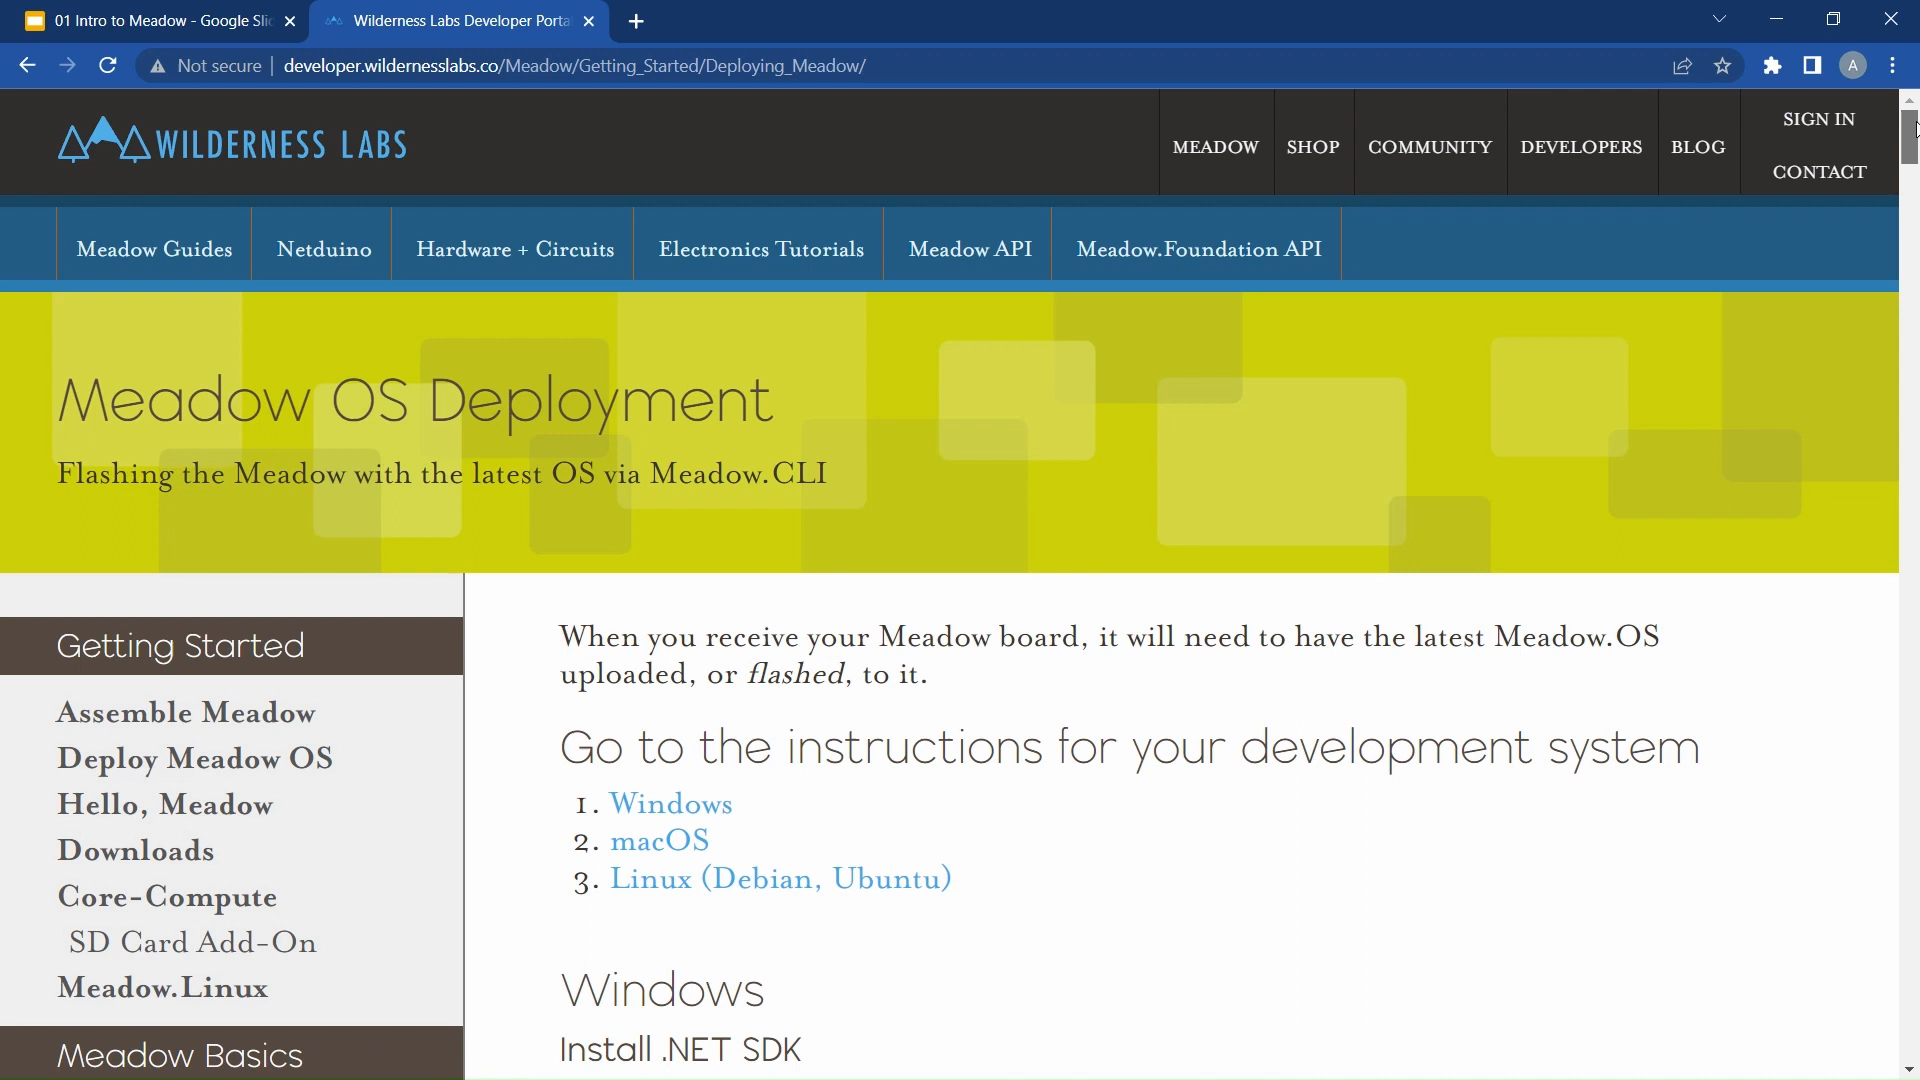 01 Intro to Meadow - Google Slic
Wilderness Labs Developer Porta
Not secure
developer.wildernesslabs.co/Meadow/Getting_Started/Deploying_Meadow/
A
WILDERNESS LABS
MEADOW
SHOP
COMMUNITY
DEVELOPERS
BLOG
SIGN IN
CONTACT
Meadow Guides
Netduino
Hardware + Circuits
Electronics Tutorials
Meadow API
Meadow.Foundation API
Meadow OS Deployment
Flashing the Meadow with the latest OS via Meadow.CLI
Getting Started
Assemble Meadow
Deploy Meadow OS
Hello, Meadow
Downloads
Core-Compute
SD Card Add-On
Meadow.Linux
Meadow Basics
When you receive your Meadow board, it will need to have the latest Meadow.OS
uploaded, or flashed, to it.
Go to the instructions for your development system
1. Windows
2. macOS
3. Linux (Debian, Ubuntu)
Windows
Install .NET SDK